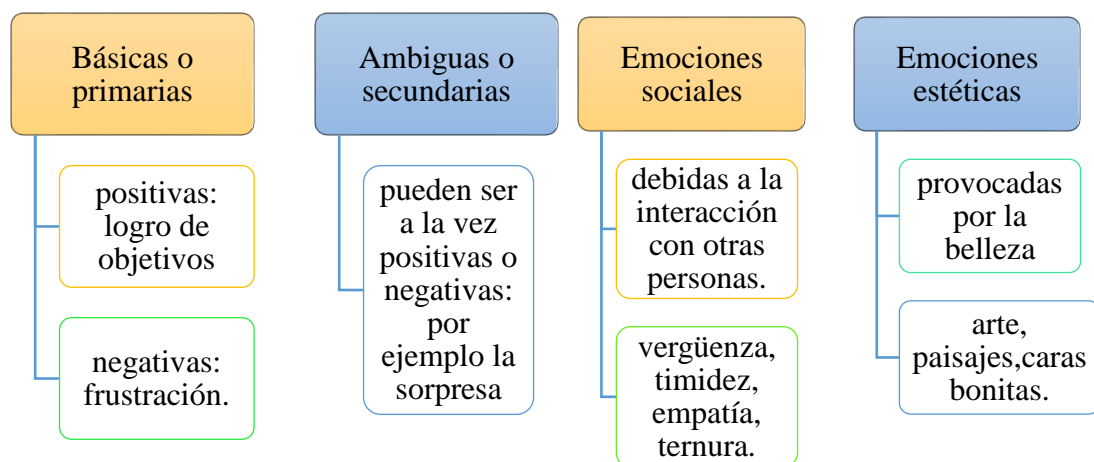 Básicas o
primarias
positivas:
logro de
objetivos
negativas:
frustración.
Ambiguas o
secundarias
pueden ser
a la vez
positivas o
negativas:
por
ejemplo la
sorpresa
Emociones
sociales
debidas a la
interacción
con otras
personas.
vergüenza,
timidez,
empatía,
ternura.
Emociones
estéticas
provocadas
por la
belleza
arte,
paisajes,caras
bonitas.